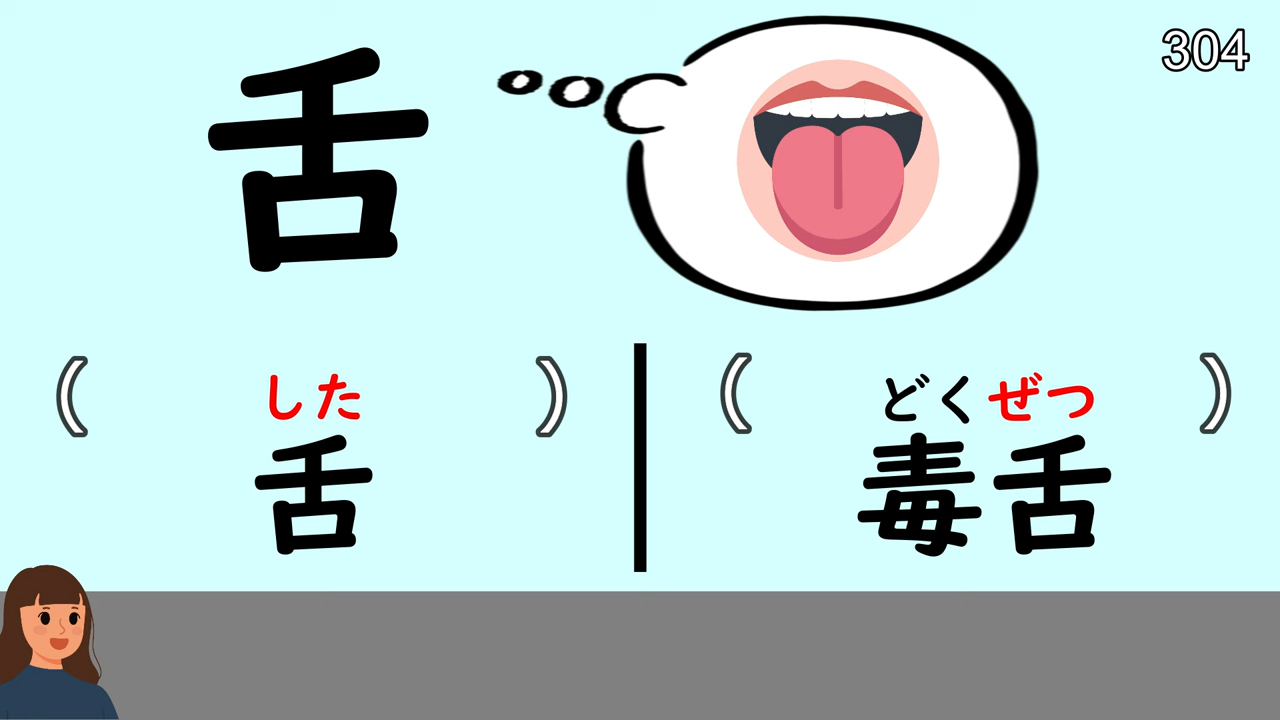 304
舌
( した )
舌
( どくぜつ )
毒舌